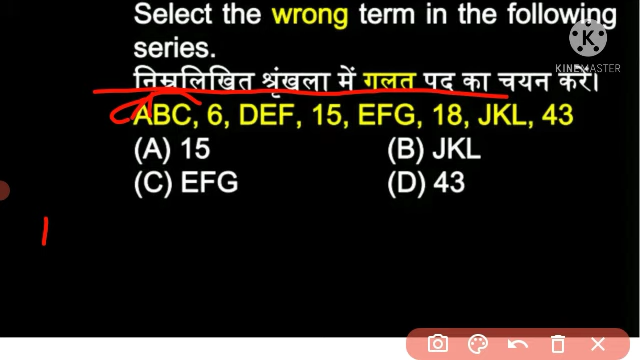 Select the wrong term in the following
series.
निम्नलिखित श्रृंखला में गलत पद का चयन करें।
ABC, 6, DEF, 15, EFG, 18, JKL, 43
(A) 15 (B) JKL
(C) EFG (D) 43
KINEMASTER